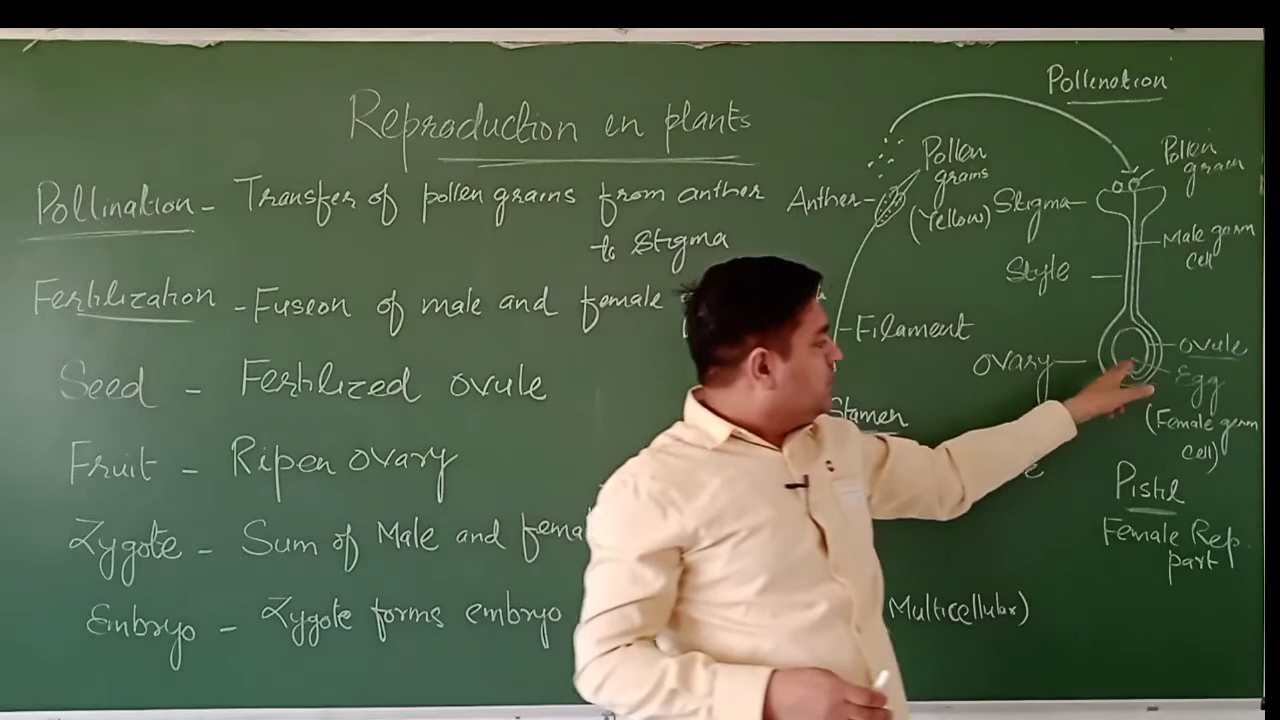 Reproduction in plants
Pollination - Transfer of pollen grains from anther
to Stigma
Fertilization - Fusion of male and female
Seed - Fertilized ovule
Fruit - Ripen ovary
Zygote - Sum of Male and
Embryo - Zygote forms embryo
Multicellular)
Pollination
Pollen
grains
(Yellow)
Anther
Filament
Stamen
Pollen
grain
Stigma
Male germ
cell
Style
Ovary
Ovule
Egg
(Female germ
cell)
Pistil
Female Rep.
part